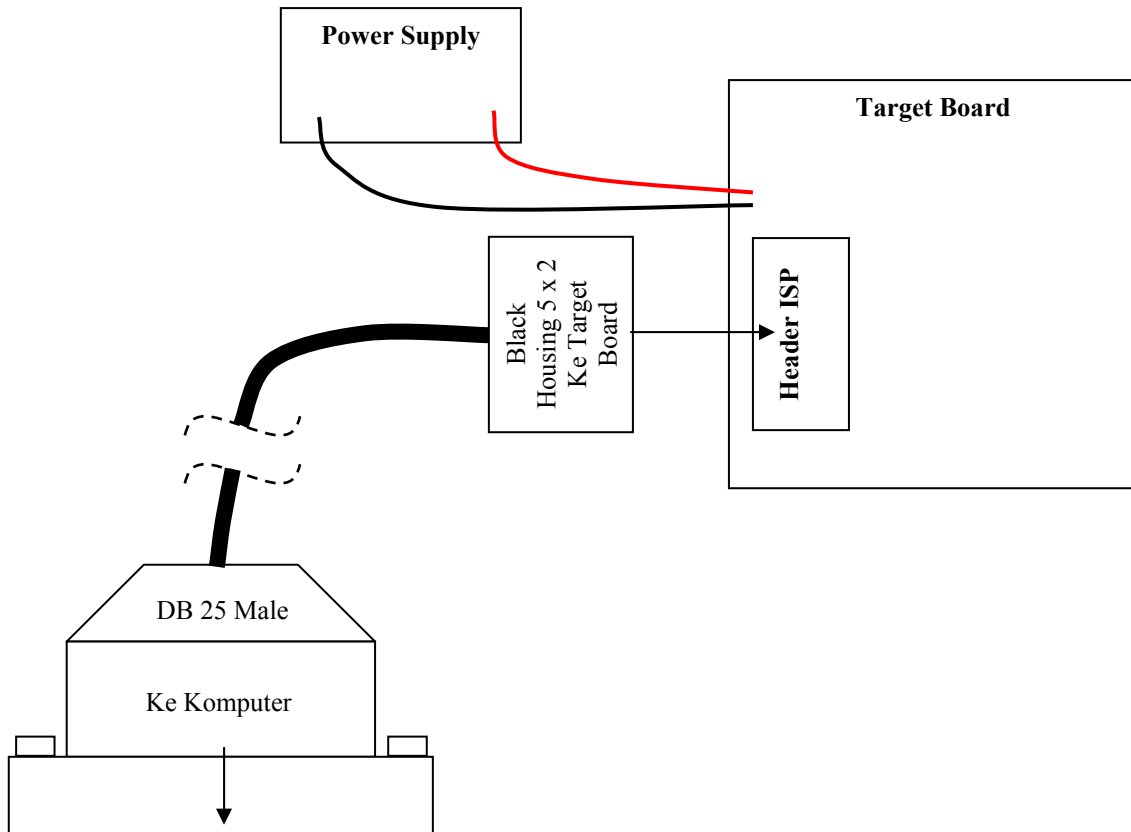 Power Supply
Target Board
Black
Housing 5 x 2
Ke Target
Board
Header ISP
DB 25 Male
Ke Komputer